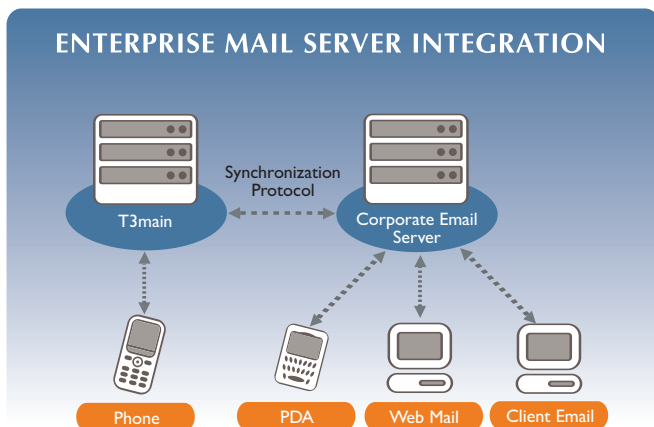 ENTERPRISE MAIL SERVER INTEGRATION
Synchronization
Protocol
T3main
Corporate Email
Server
Phone
PDA
Web Mail
Client Email